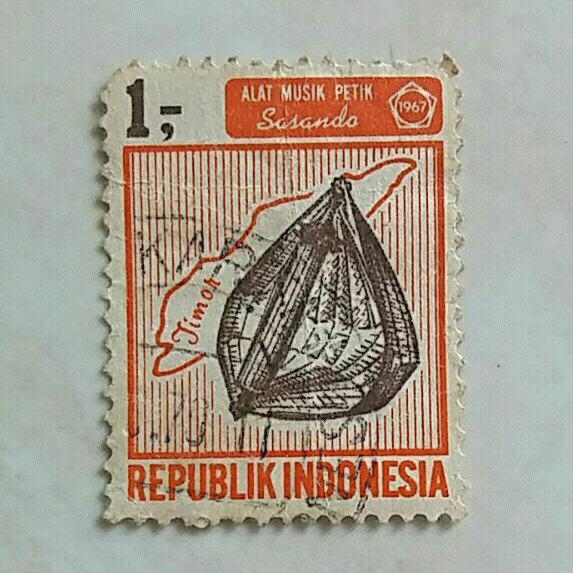 1,-
ALAT MUSIK PETIK
Sasando
1967
Timor
REPUBLIK INDONESIA